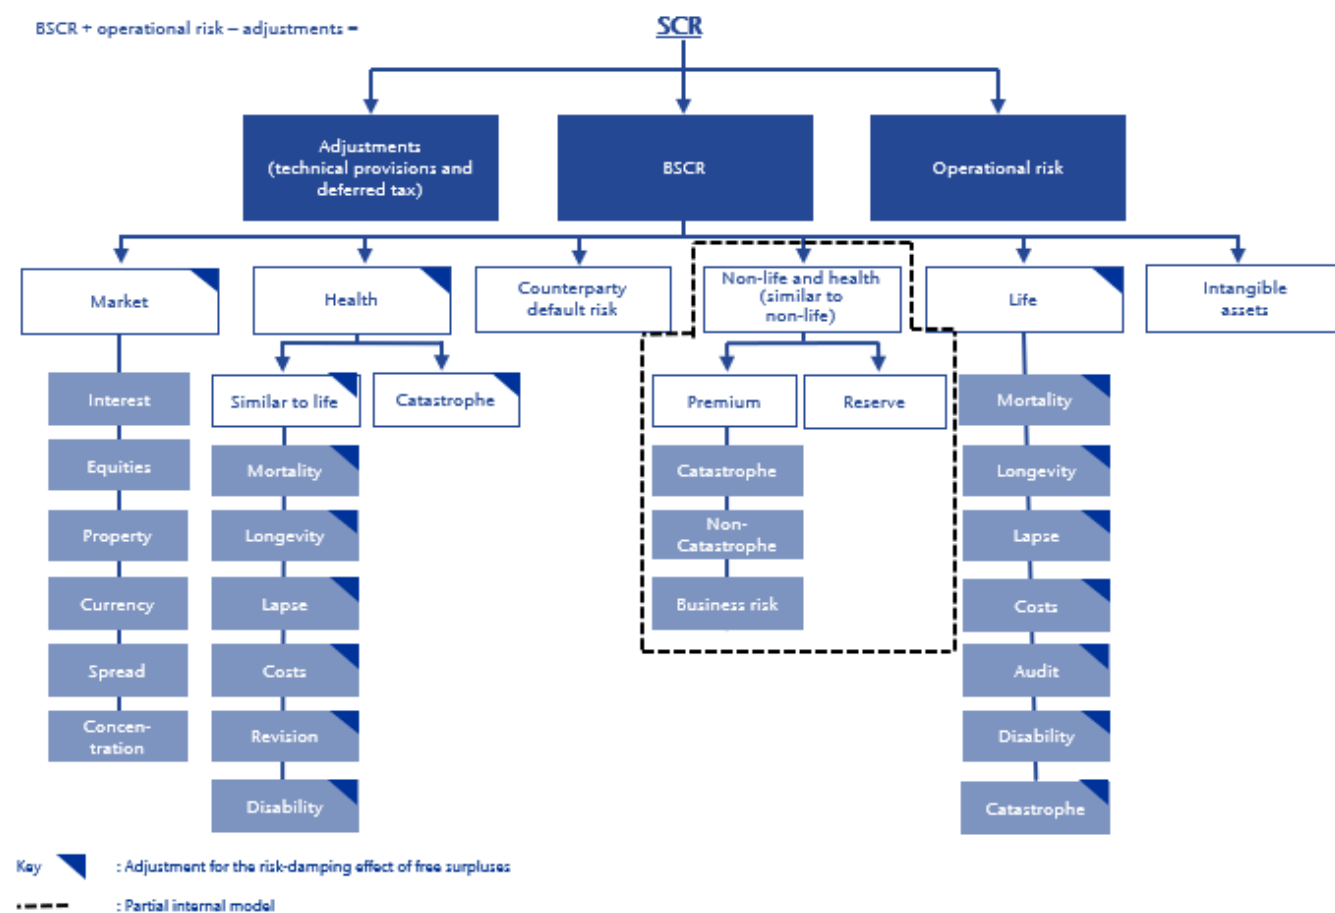 BSCR + operational risk – adjustments =
SCR
Adjustments
(technical provisions and
deferred tax)
BSCR
Operational risk
Market
Health
Counterparty
default risk
Non-life and health
(similar to
non-life)
Life
Intangible
assets
Interest
Equities
Property
Currency
Spread
Concen-
tration
Similar to life
Catastrophe
Mortality
Longevity
Lapse
Costs
Revision
Disability
Premium
Reserve
Catastrophe
Non-
Catastrophe
Business risk
Mortality
Longevity
Lapse
Costs
Audit
Disability
Catastrophe
Key : Adjustment for the risk-damping effect of free surpluses
: Partial internal model